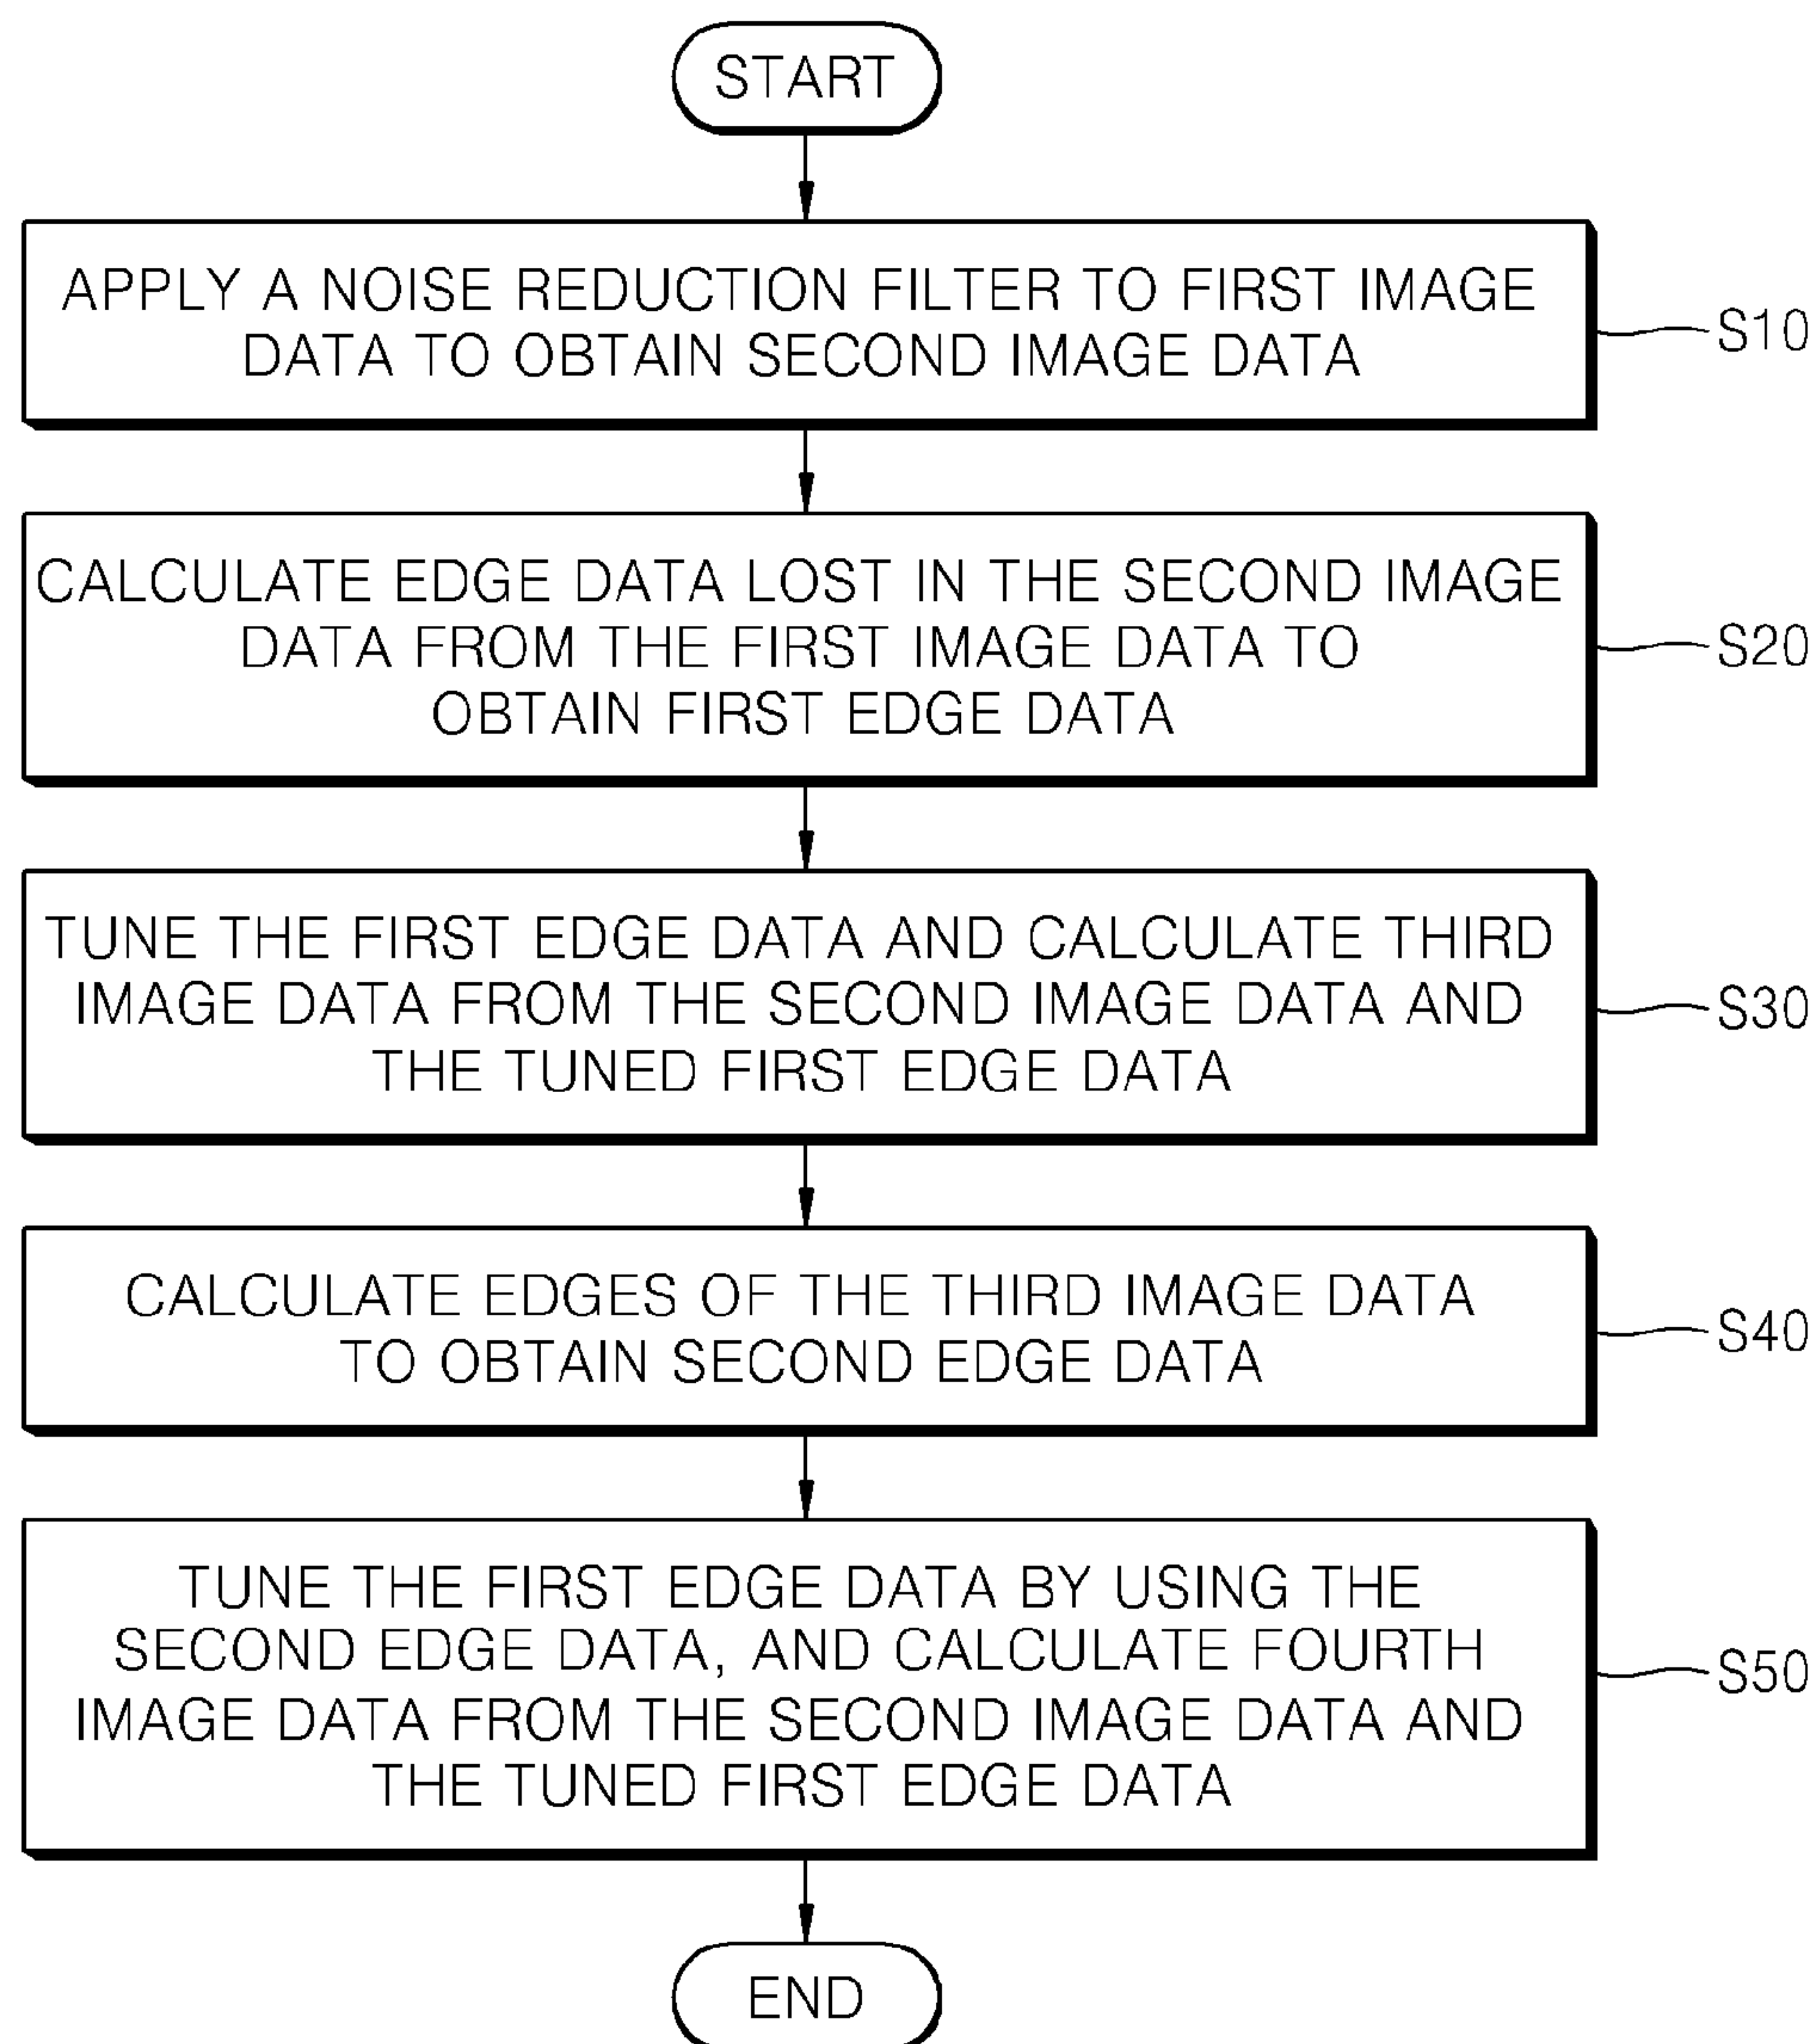 START
APPLY A NOISE REDUCTION FILTER TO FIRST IMAGE
DATA TO OBTAIN SECOND IMAGE DATA
S10
CALCULATE EDGE DATA LOST IN THE SECOND IMAGE
DATA FROM THE FIRST IMAGE DATA TO
OBTAIN FIRST EDGE DATA
S20
TUNE THE FIRST EDGE DATA AND CALCULATE THIRD
IMAGE DATA FROM THE SECOND IMAGE DATA AND
THE TUNED FIRST EDGE DATA
S30
CALCULATE EDGES OF THE THIRD IMAGE DATA
TO OBTAIN SECOND EDGE DATA
S40
TUNE THE FIRST EDGE DATA BY USING THE
SECOND EDGE DATA, AND CALCULATE FOURTH
IMAGE DATA FROM THE SECOND IMAGE DATA AND
THE TUNED FIRST EDGE DATA
S50
END